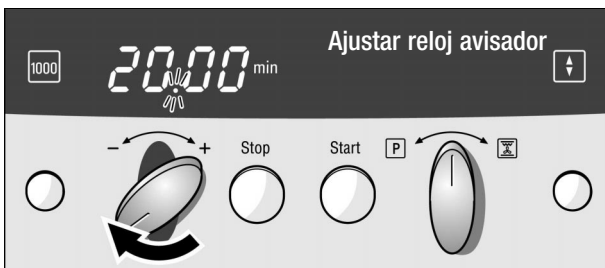 Ajustar reloj avisador
1000
20.00 min
- +
Stop
Start
P